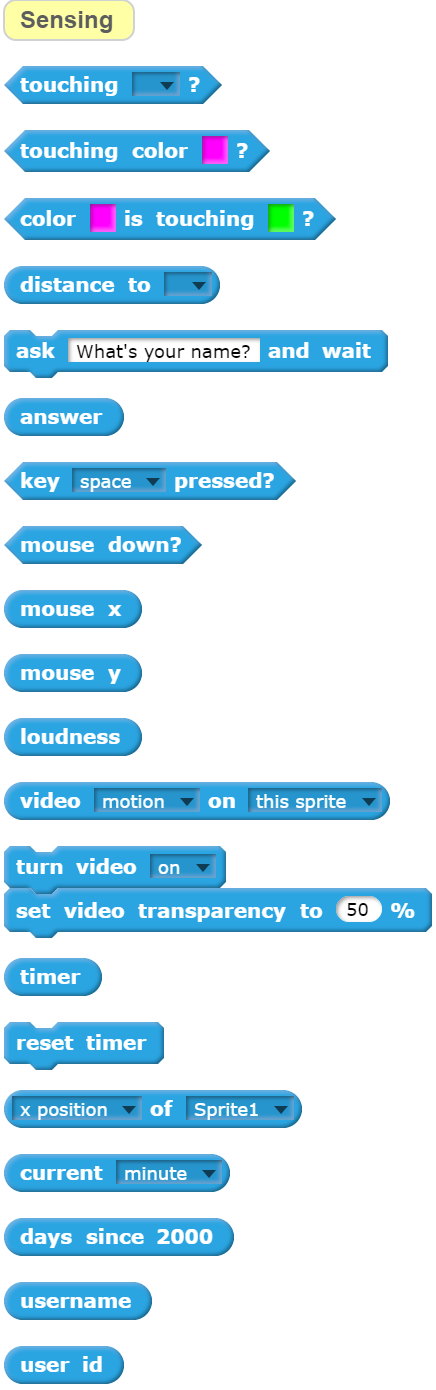 Sensing
touching ?
touching color ?
color is touching ?
distance to
ask What's your name? and wait
answer
key space pressed?
mouse down?
mouse x
mouse y
loudness
video motion on this sprite
turn video on
set video transparency to 50 %
timer
reset timer
x position of Sprite1
current minute
days since 2000
username
user id